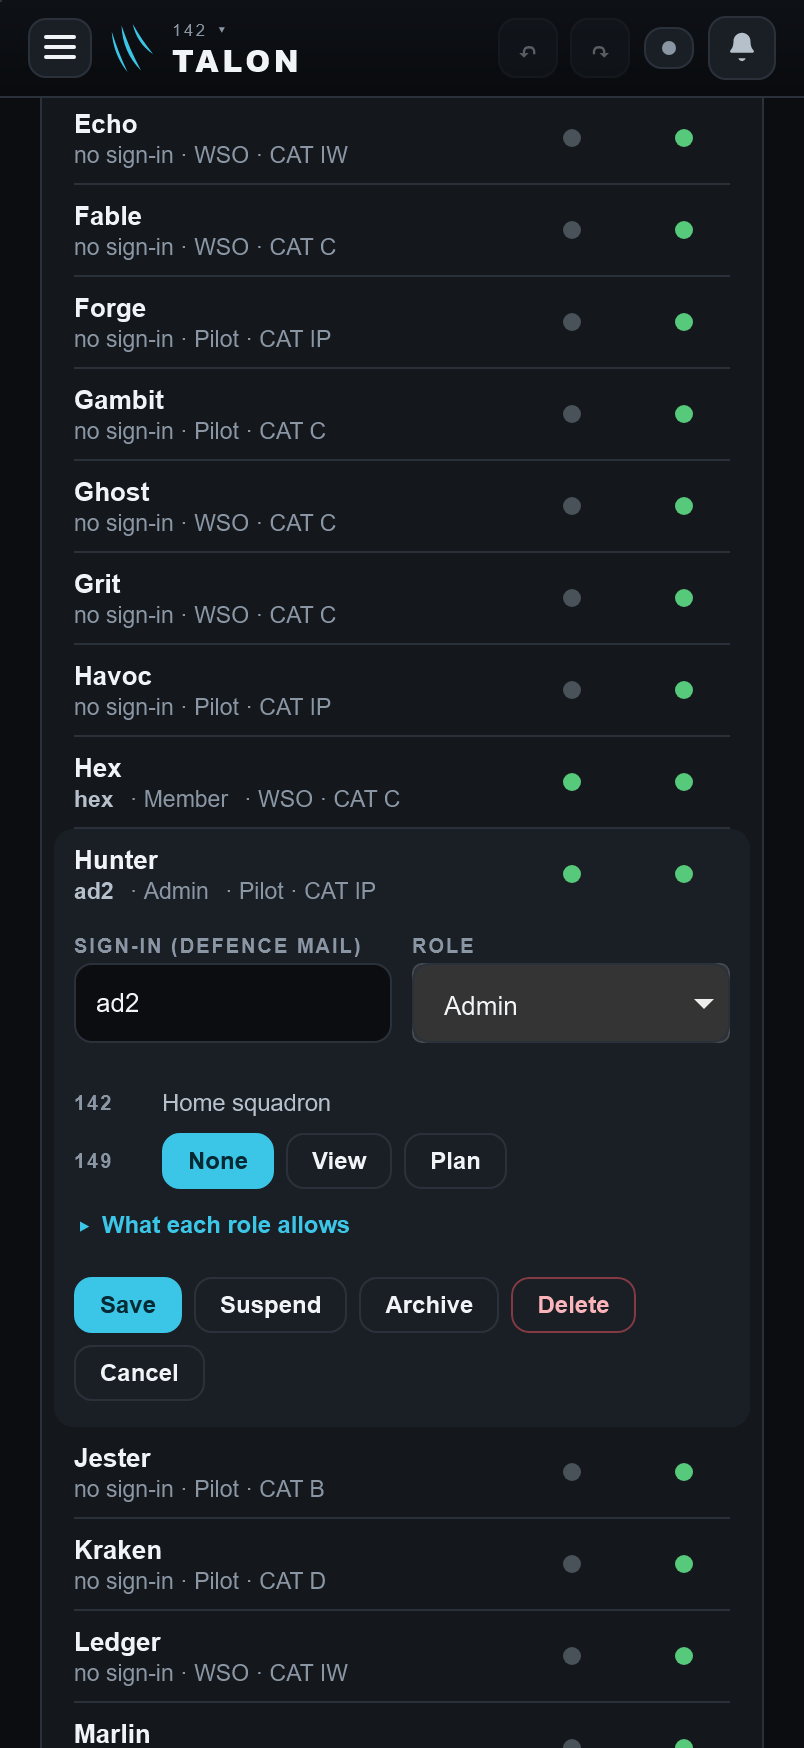 142 ▾
TALON
Echo
no sign-in · WSO · CAT IW
Fable
no sign-in · WSO · CAT C
Forge
no sign-in · Pilot · CAT IP
Gambit
no sign-in · Pilot · CAT C
Ghost
no sign-in · WSO · CAT C
Grit
no sign-in · WSO · CAT C
Havoc
no sign-in · Pilot · CAT IP
Hex
hex · Member · WSO · CAT C
Hunter
ad2 · Admin · Pilot · CAT IP
SIGN-IN (DEFENCE MAIL) ROLE
ad2 Admin
142 Home squadron
149 None View Plan
▸ What each role allows
Save Suspend Archive Delete
Cancel
Jester
no sign-in · Pilot · CAT B
Kraken
no sign-in · Pilot · CAT D
Ledger
no sign-in · WSO · CAT IW
Marlin